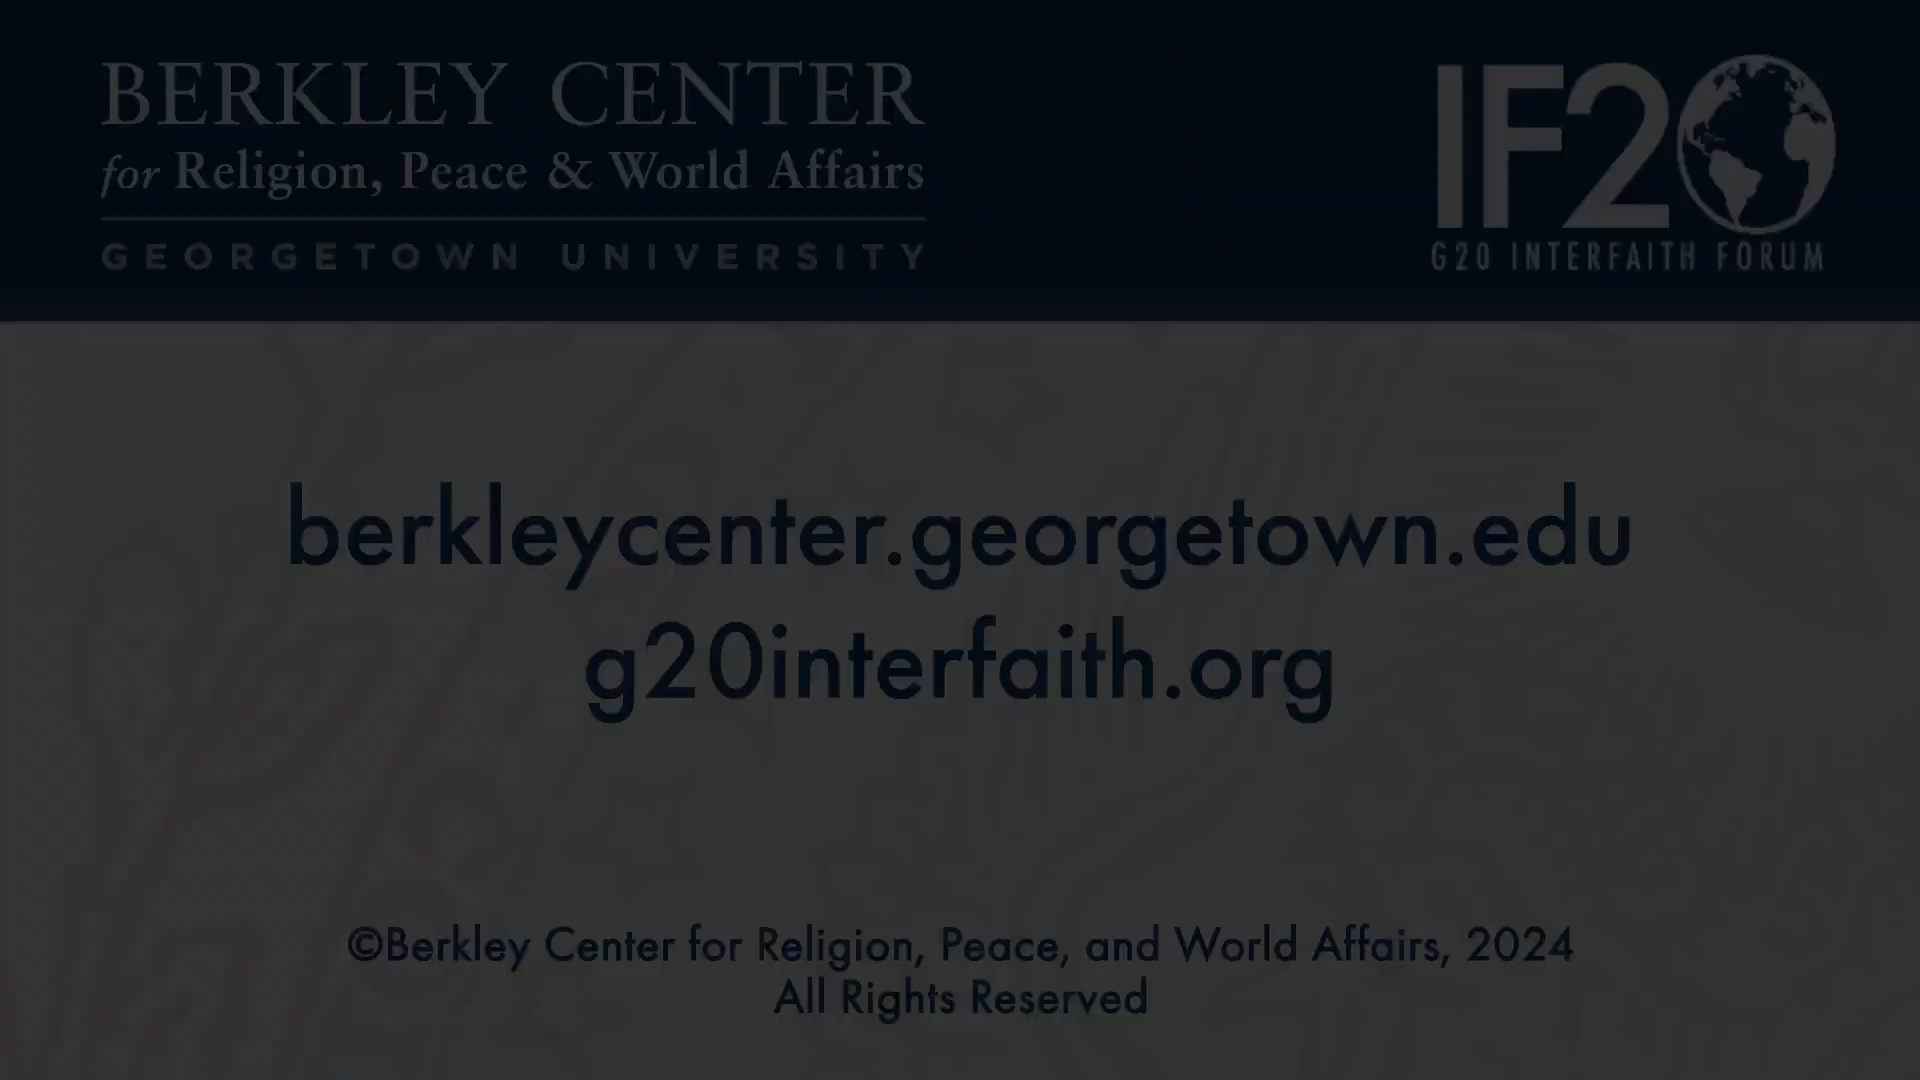 BERKLEY CENTER
for Religion, Peace & World Affairs
GEORGETOWN UNIVERSITY
IF20
G20 INTERFAITH FORUM
berkleycenter.georgetown.edu
g20interfaith.org
©Berkley Center for Religion, Peace, and World Affairs, 2024
All Rights Reserved